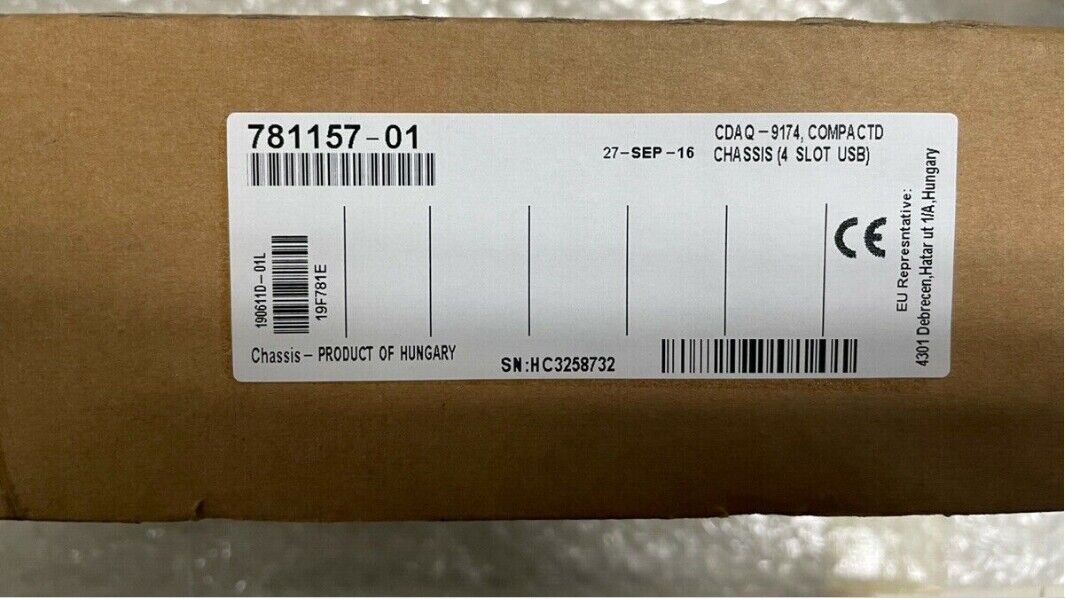 781157-01
27-SEP-16
CDAQ-9174, COMPACTD
CHASSIS (4 SLOT USB)
190611D-01L
19F781E
CE
EU Represntative:
4301 Debrecen,Hatar ut 1/A,Hungary
Chassis- PRODUCT OF HUNGARY
SN:HC3258732